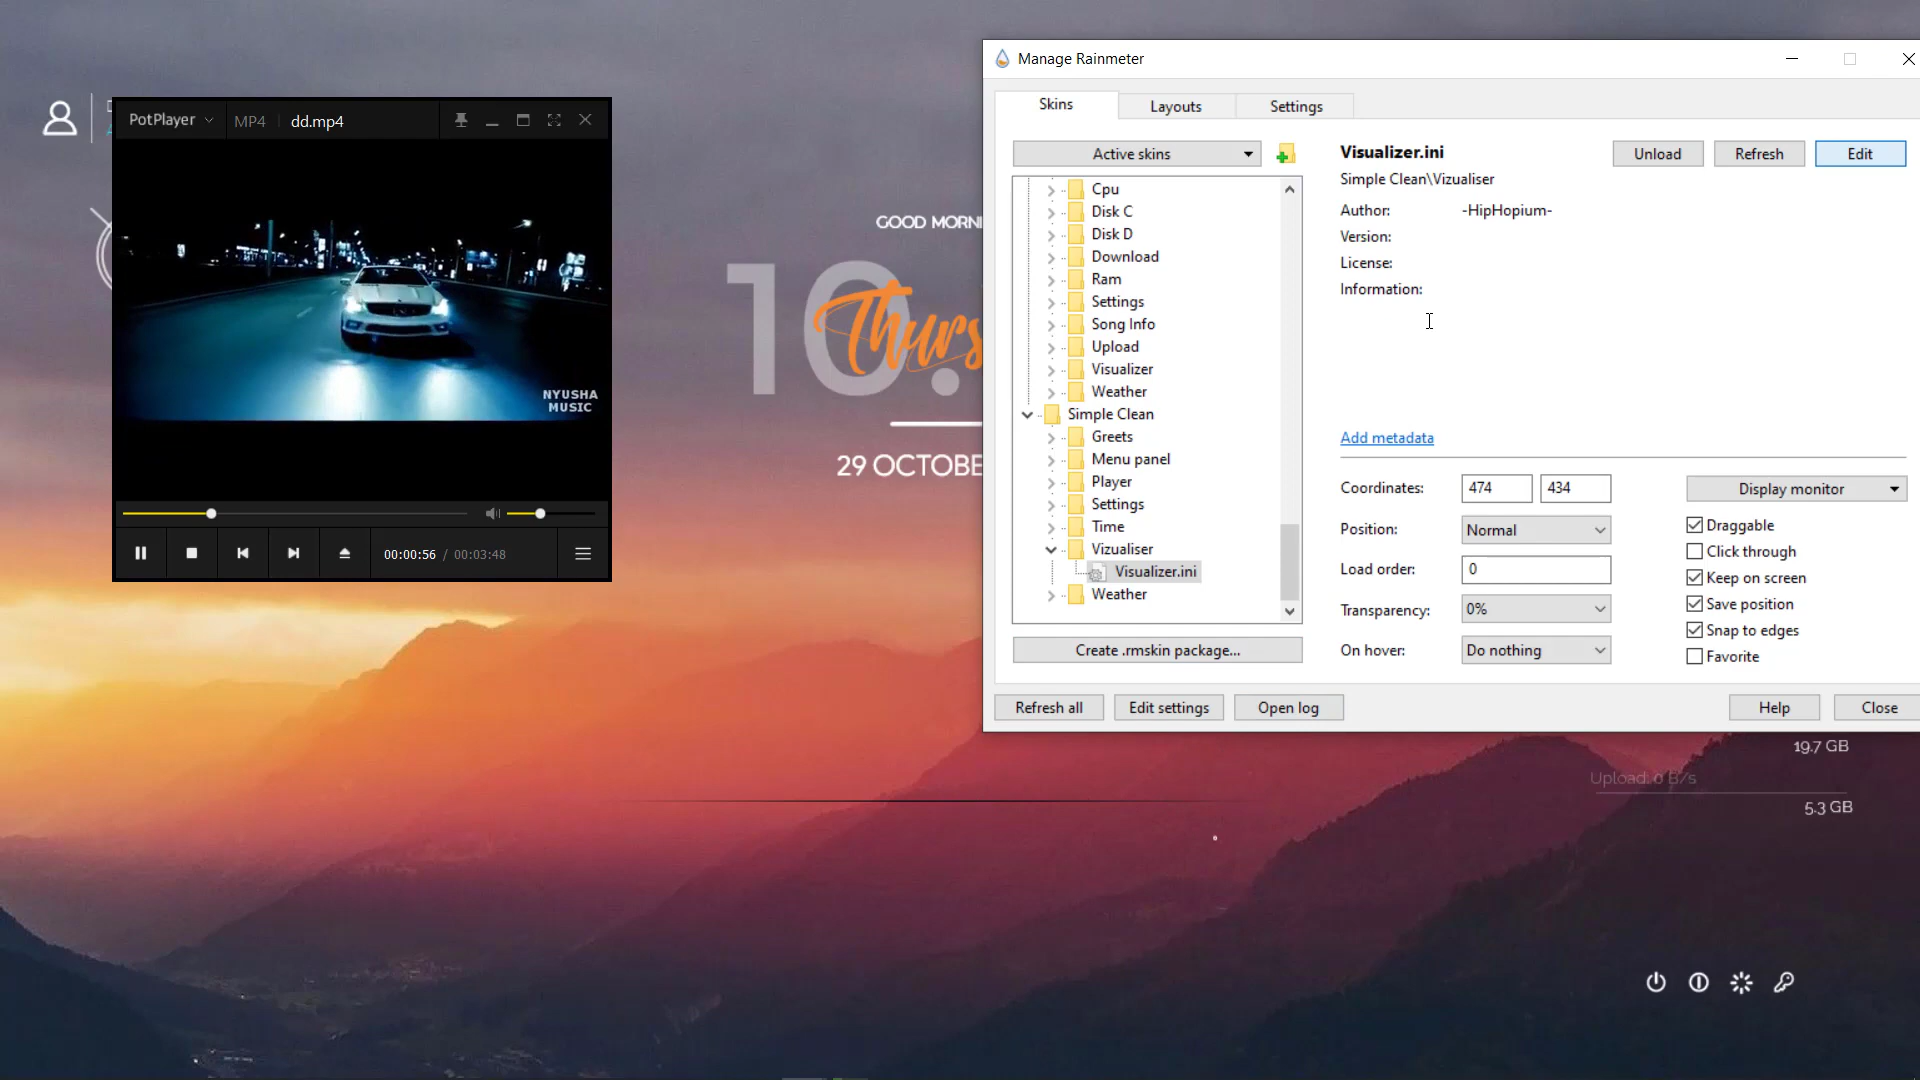 PotPlayer
MP4
dd.mp4
NYUSHA
MUSIC
00:00:56 / 00:03:48
GOOD MORNI
10.
Thurs
29 OCTOBE
Manage Rainmeter
Skins
Layouts
Settings
Active skins
Cpu
Disk C
Disk D
Download
Ram
Settings
Song Info
Upload
Visualizer
Weather
Simple Clean
Greets
Menu panel
Player
Settings
Time
Vizualiser
Visualizer.ini
Weather
Create .rmskin package...
Visualizer.ini
Unload
Refresh
Edit
Simple Clean\Vizualiser
Author: -HipHopium-
Version:
License:
Information:
Add metadata
Coordinates: 474 434
Display monitor
Position: Normal
Load order: 0
Transparency: 0%
On hover: Do nothing
Draggable
Click through
Keep on screen
Save position
Snap to edges
Favorite
Refresh all
Edit settings
Open log
Help
Close
19.7 GB
Upload: 0 B/s
5.3 GB